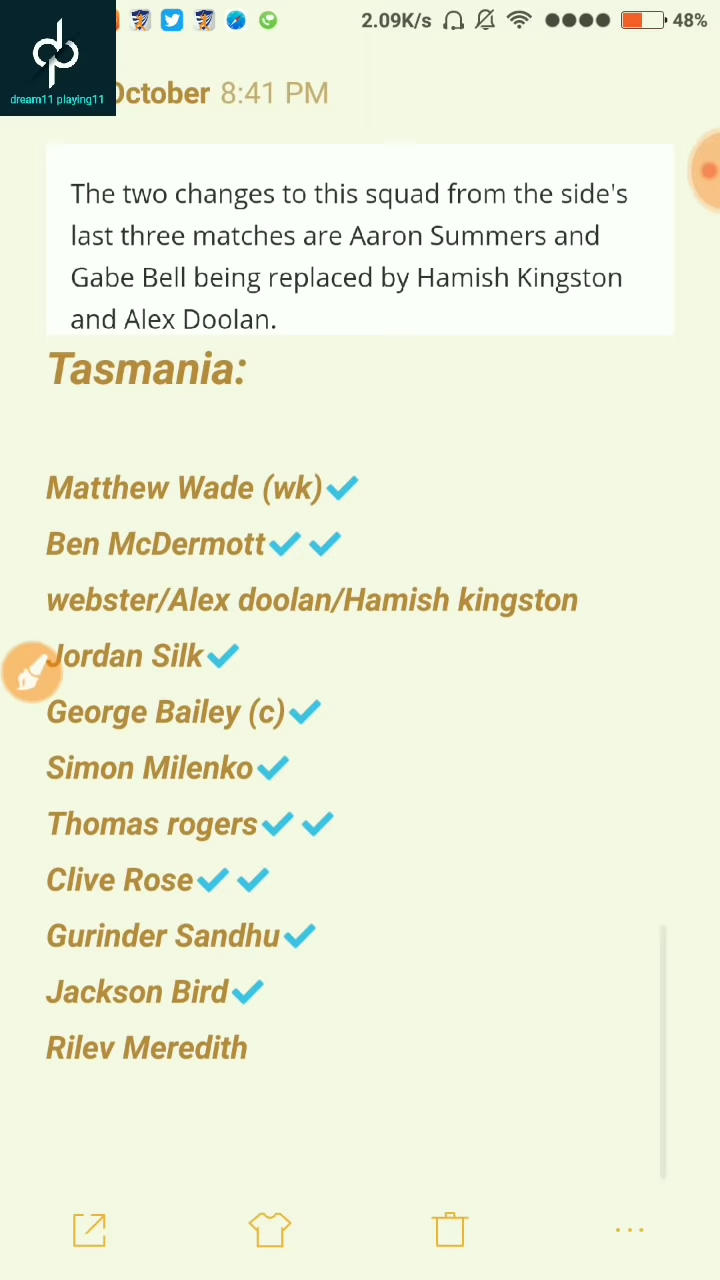 2.09K/s 48%
dream11 playing11
October 8:41 PM
The two changes to this squad from the side's
last three matches are Aaron Summers and
Gabe Bell being replaced by Hamish Kingston
and Alex Doolan.
Tasmania:
Matthew Wade (wk)✔
Ben McDermott✔✔
webster/Alex doolan/Hamish kingston
Jordan Silk✔
George Bailey (c)✔
Simon Milenko✔
Thomas rogers✔✔
Clive Rose✔✔
Gurinder Sandhu✔
Jackson Bird✔
Rilev Meredith